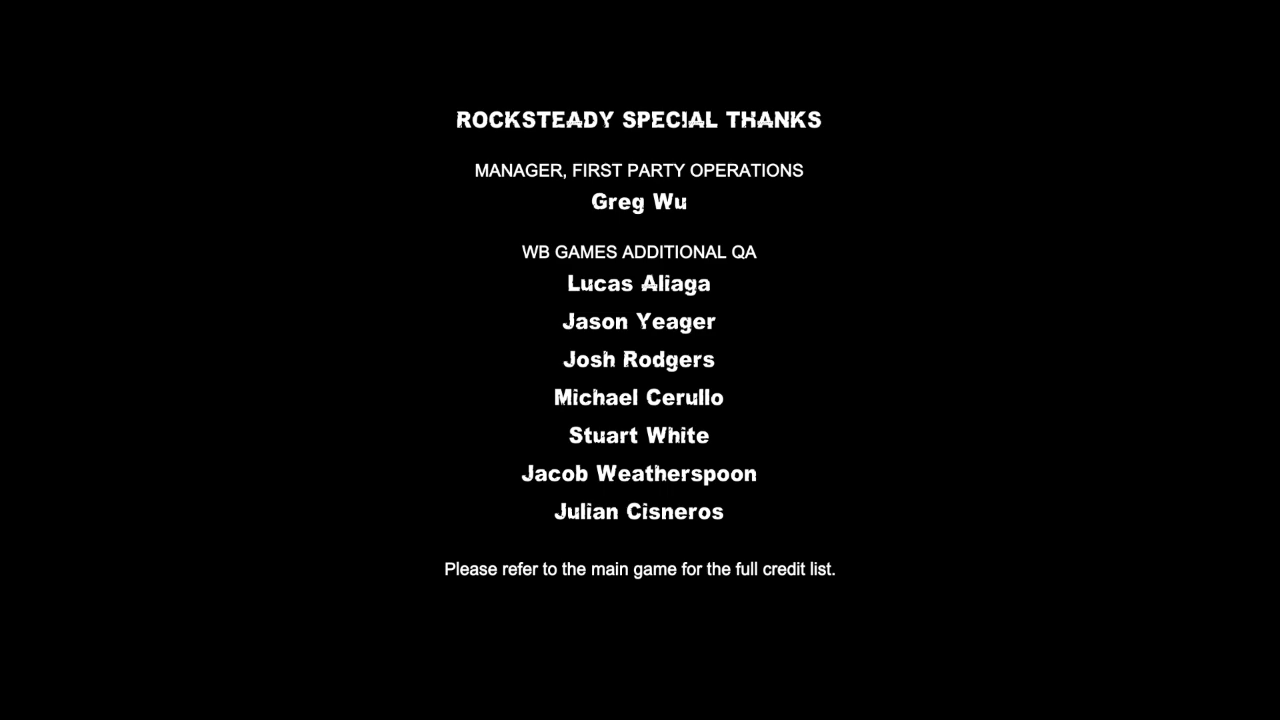 ROCKSTEADY SPECIAL THANKS
MANAGER, FIRST PARTY OPERATIONS
Greg Wu
WB GAMES ADDITIONAL QA
Lucas Aliaga
Jason Yeager
Josh Rodgers
Michael Cerullo
Stuart White
Jacob Weatherspoon
Julian Cisneros
Please refer to the main game for the full credit list.